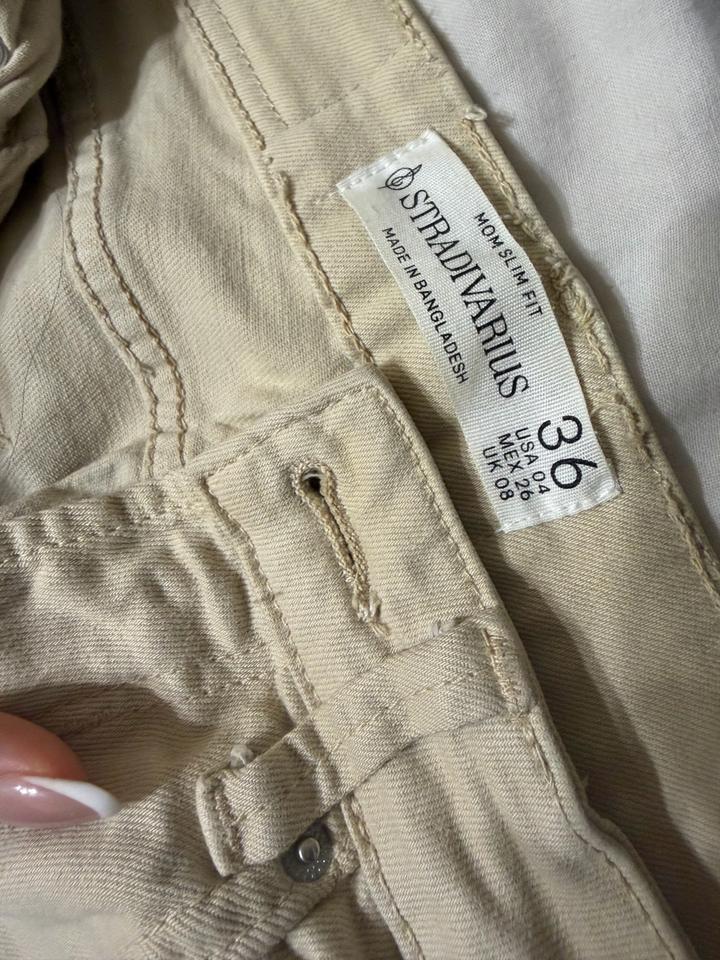 MOM SLIM FIT
STRADIVARIUS
MADE IN BANGLADESH
36
USA 04
MEX 26
UK 08